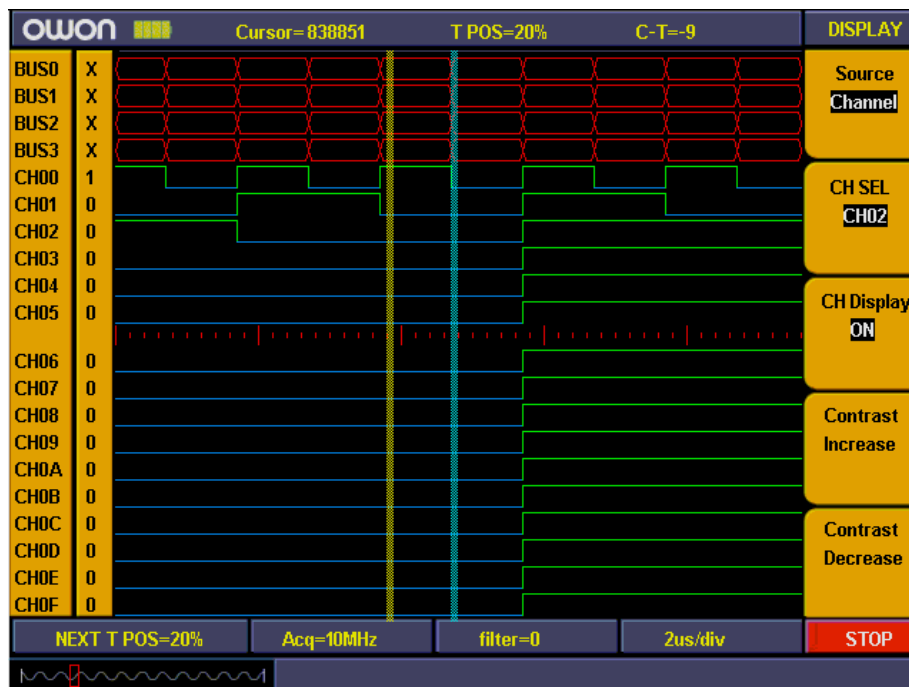 OWON Cursor=838851 T POS=20% C-T=-9 DISPLAY
BUS0 X
BUS1 X
BUS2 X
BUS3 X
CH00 1
CH01 0
CH02 0
CH03 0
CH04 0
CH05 0
CH06 0
CH07 0
CH08 0
CH09 0
CH0A 0
CH0B 0
CH0C 0
CH0D 0
CH0E 0
CH0F 0
Source
Channel
CH SEL
CH02
CH Display
ON
Contrast
Increase
Contrast
Decrease
NEXT T POS=20% Acq=10MHz filter=0 2us/div STOP